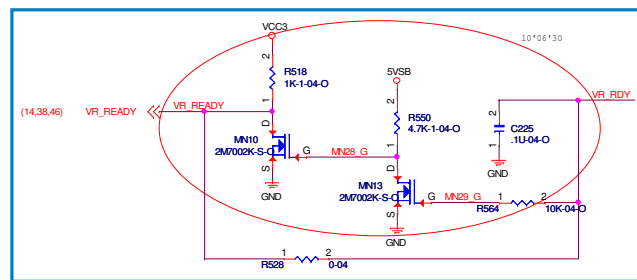 VCC3
10'06'30
2
R518
1K-1-04-O
1
5VSB
2
R550
4.7K-1-04-O
1
(14,38,46) VR_READY VR_READY
VR_RDY
2
C225
.1U-04-O
1
GND
D
MN10
2M7002K-S-O
G
S
MN28_G
GND
D
MN13
2M7002K-S-O
G
S
MN29_G
GND
1 2
R564 10K-04-O
1 2
R528 0-04